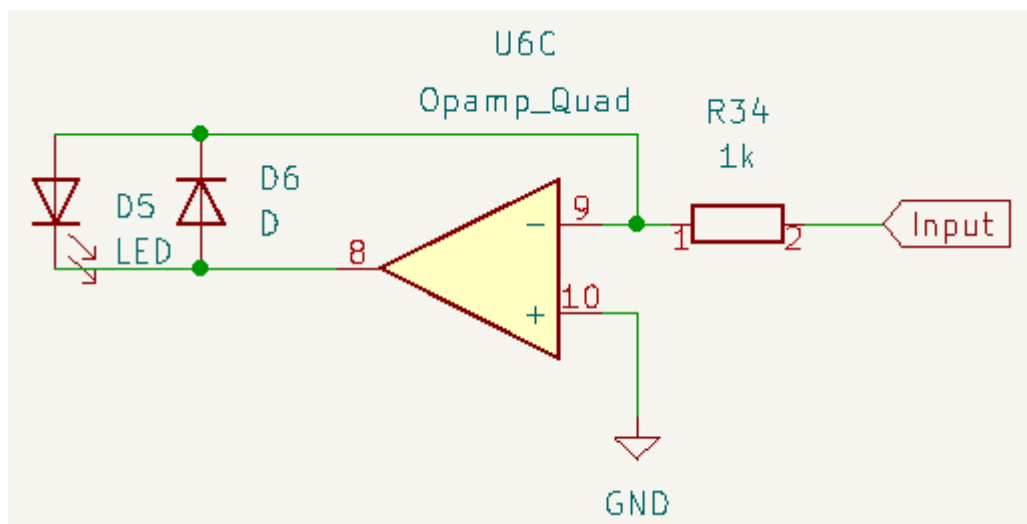 U6C
Opamp_Quad
R34
1k
D5
LED
D6
D
8
9
-
10
+
1
2
Input
GND